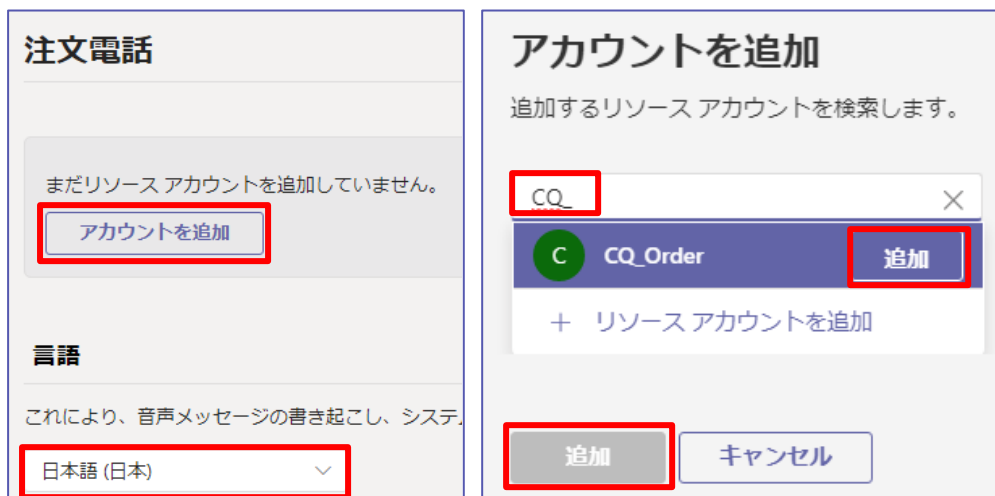 注文電話
まだリソース アカウントを追加していません。
アカウントを追加
言語
これにより、音声メッセージの書き起こし、システム
日本語 (日本)
アカウントを追加
追加するリソース アカウントを検索します。
CQ_
C CQ_Order 追加
+ リソース アカウントを追加
追加 キャンセル